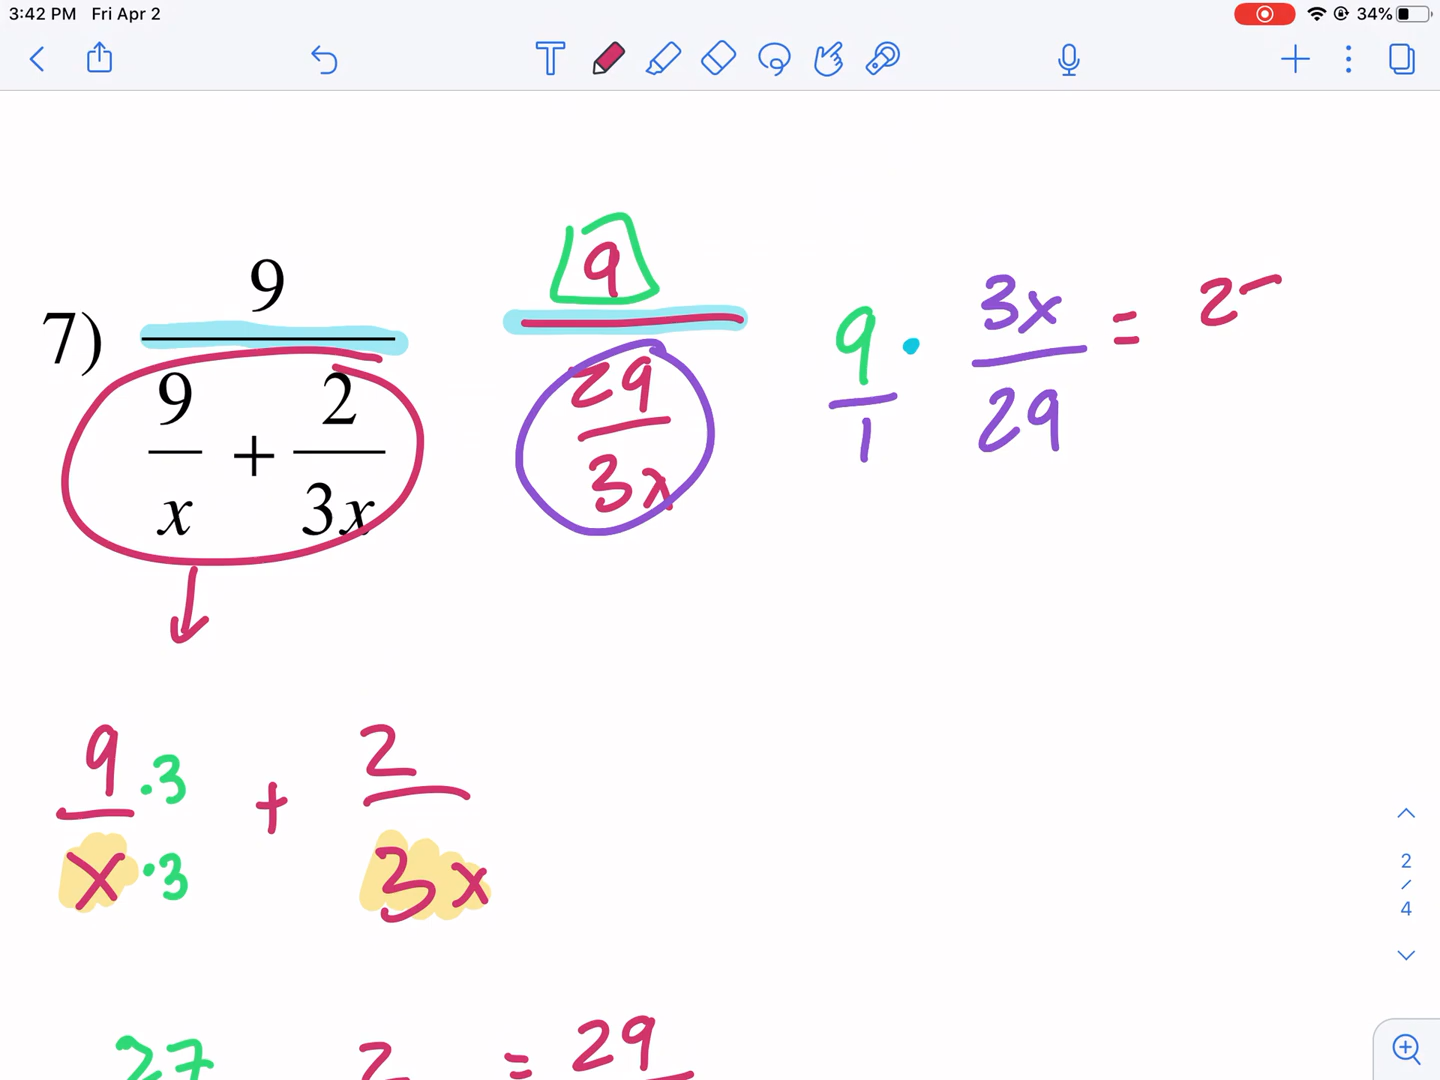 3:42 PM Fri Apr 2 34%
T
7) 9 / (9/x + 2/3x)
9 / (29/3x)
9/1 · 3x/29 = 2
9·3 / x·3 + 2 / 3x
2
4
27 2 = 29